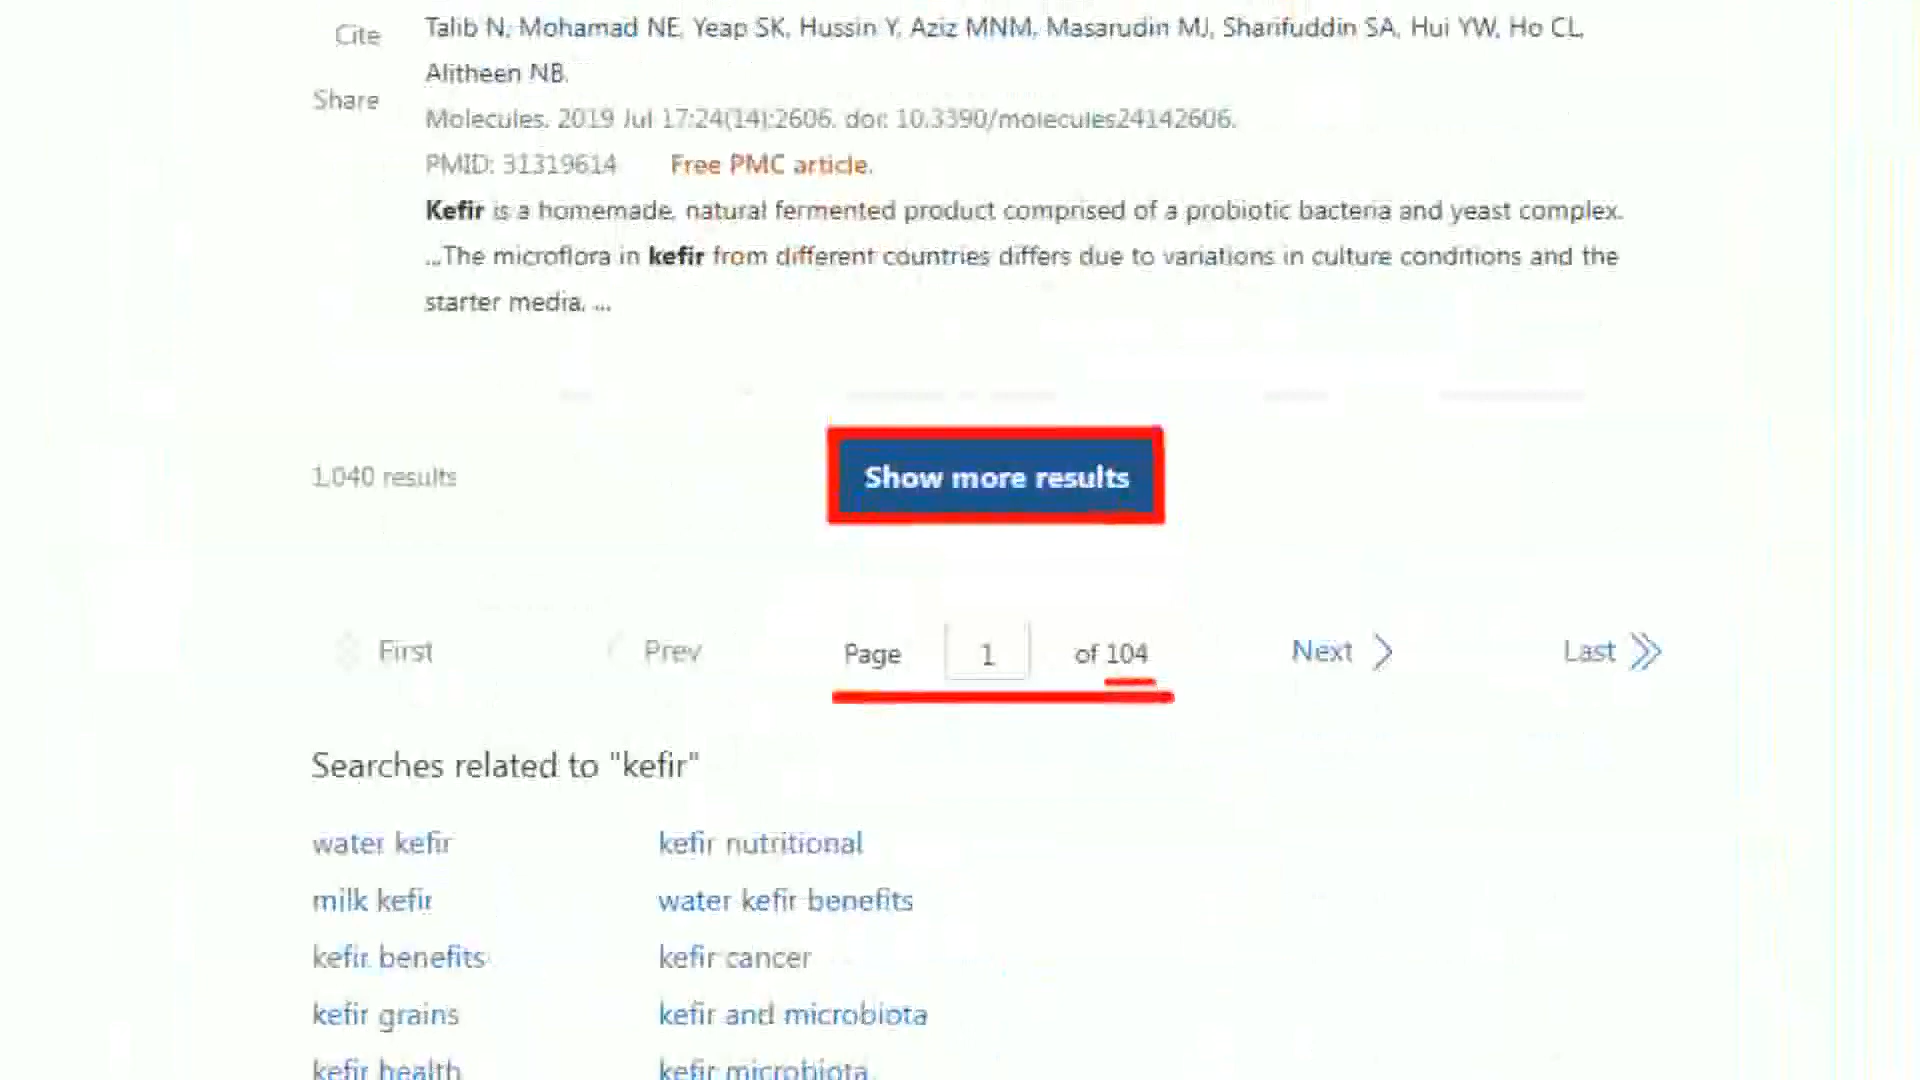 Cite
Talib N, Mohamad NE, Yeap SK, Hussin Y, Aziz MNM, Masarudin MJ, Sharifuddin SA, Hui YW, Ho CL,
Alitheen NB.
Share
Molecules. 2019 Jul 17;24(14):2606. doi: 10.3390/molecules24142606.
PMID: 31319614 Free PMC article.
Kefir is a homemade, natural fermented product comprised of a probiotic bacteria and yeast complex.
...The microflora in kefir from different countries differs due to variations in culture conditions and the
starter media. ...
1,040 results
Show more results
First Prev Page 1 of 104 Next Last
Searches related to "kefir"
water kefir kefir nutritional
milk kefir water kefir benefits
kefir benefits kefir cancer
kefir grains kefir and microbiota
kefir health kefir microbiota